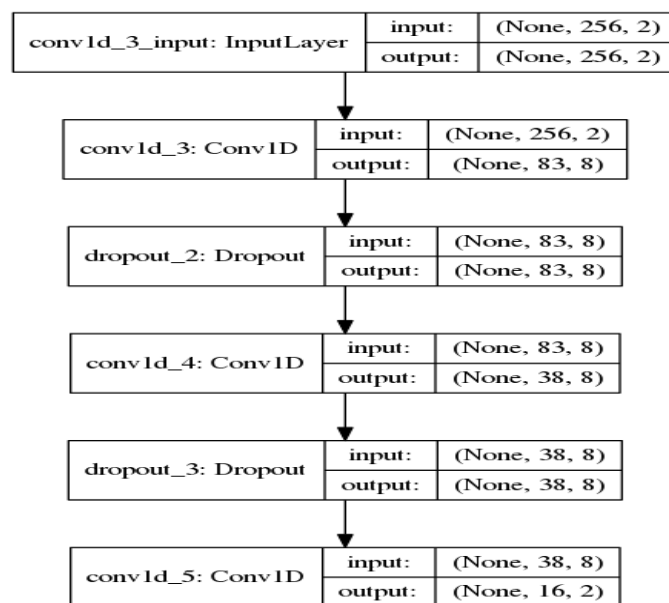 conv1d_3_input: InputLayer
input: (None, 256, 2)
output: (None, 256, 2)
conv1d_3: Conv1D
input: (None, 256, 2)
output: (None, 83, 8)
dropout_2: Dropout
input: (None, 83, 8)
output: (None, 83, 8)
conv1d_4: Conv1D
input: (None, 83, 8)
output: (None, 38, 8)
dropout_3: Dropout
input: (None, 38, 8)
output: (None, 38, 8)
conv1d_5: Conv1D
input: (None, 38, 8)
output: (None, 16, 2)